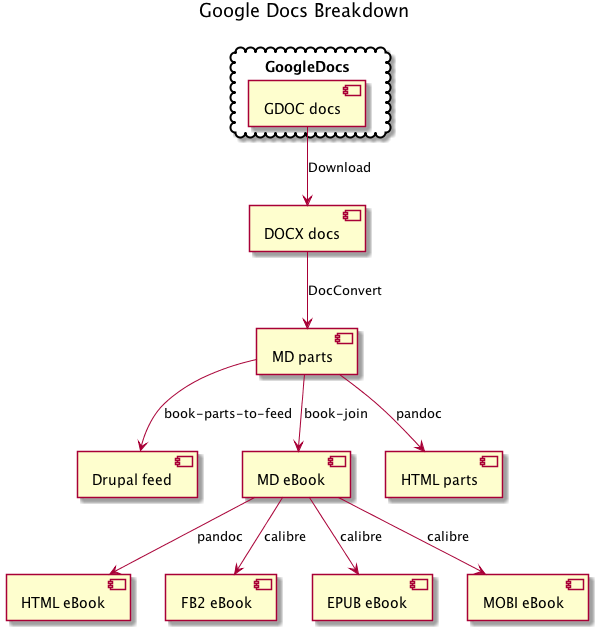 Google Docs Breakdown
GoogleDocs
GDOC docs
Download
DOCX docs
DocConvert
MD parts
book-parts-to-feed
book-join
pandoc
Drupal feed
MD eBook
HTML parts
pandoc
calibre
calibre
calibre
HTML eBook
FB2 eBook
EPUB eBook
MOBI eBook